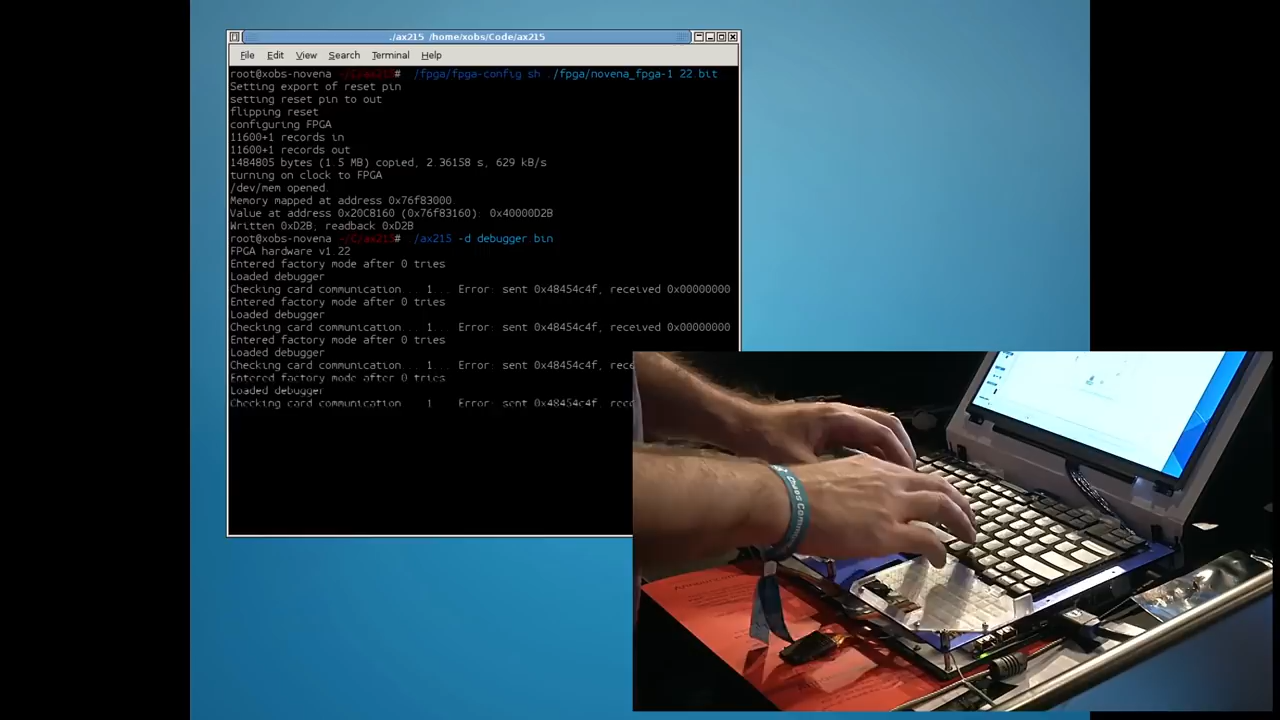 ./ax215 /home/xobs/Code/ax215
File Edit View Search Terminal Help
root@xobs-novena ~/C/ax215# /fpga/fpga-config sh ./fpga/novena_fpga-1 22 bit
Setting export of reset pin
setting reset pin to out
flipping reset
configuring FPGA
11600+1 records in
11600+1 records out
1484805 bytes (1 5 MB) copied, 2 36158 s, 629 kB/s
turning on clock to FPGA
/dev/mem opened.
Memory mapped at address 0x76f83000
Value at address 0x20C8160 (0x76f83160): 0x40000D2B
Written 0xD2B, readback 0xD2B
root@xobs-novena ~/C/ax215# /ax215 -d debugger bin
FPGA hardware v1 22
Entered factory mode after 0 tries
Loaded debugger
Checking card communication... 1... Error: sent 0x48454c4f, received 0x00000000
Entered factory mode after 0 tries
Loaded debugger
Checking card communication... 1... Error: sent 0x48454c4f, received 0x00000000
Entered factory mode after 0 tries
Loaded debugger
Checking card communication... 1... Error: sent 0x48454c4f, rece
Entered factory mode after 0 tries
Loaded debugger
Checking card communication 1 Error: sent 0x48454c4f, rece